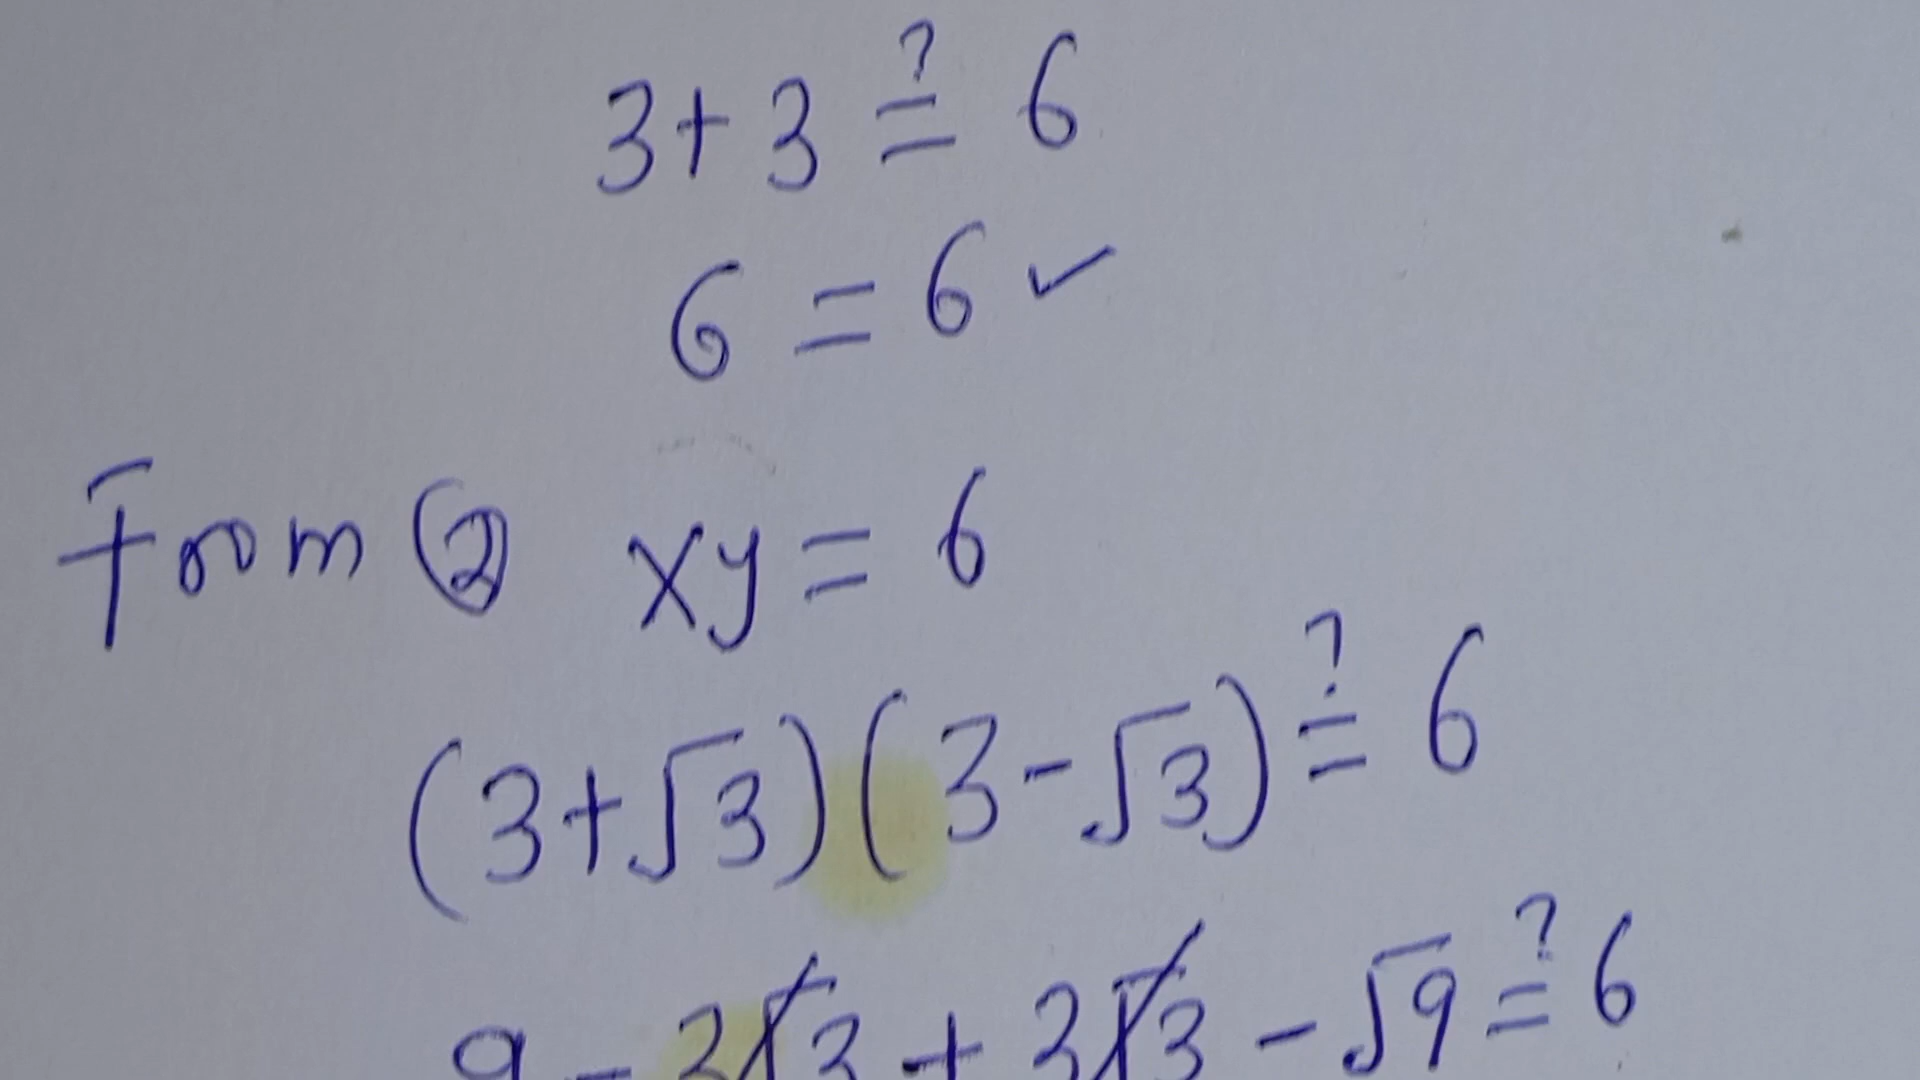 3+3 ≟ 6
6 = 6 ✓
From ② xy = 6
(3+√3)(3-√3) ≟ 6
9 - 3√3 + 3√3 - √9 ≟ 6